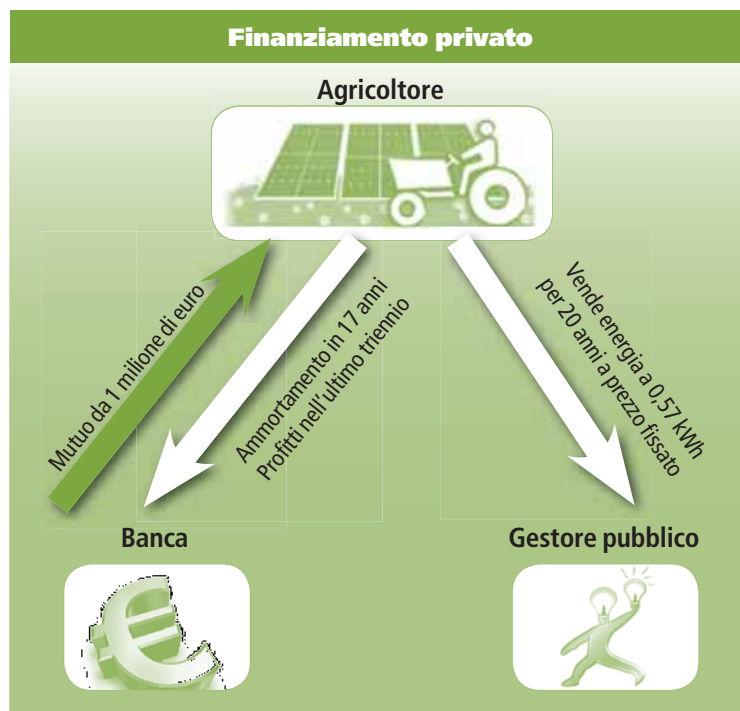 Finanziamento privato
Agricoltore
Mutuo da 1 milione di euro
Ammortamento in 17 anni
Profitti nell'ultimo triennio
Vende energia a 0,57 kWh
per 20 anni a prezzo fissato
Banca
Gestore pubblico